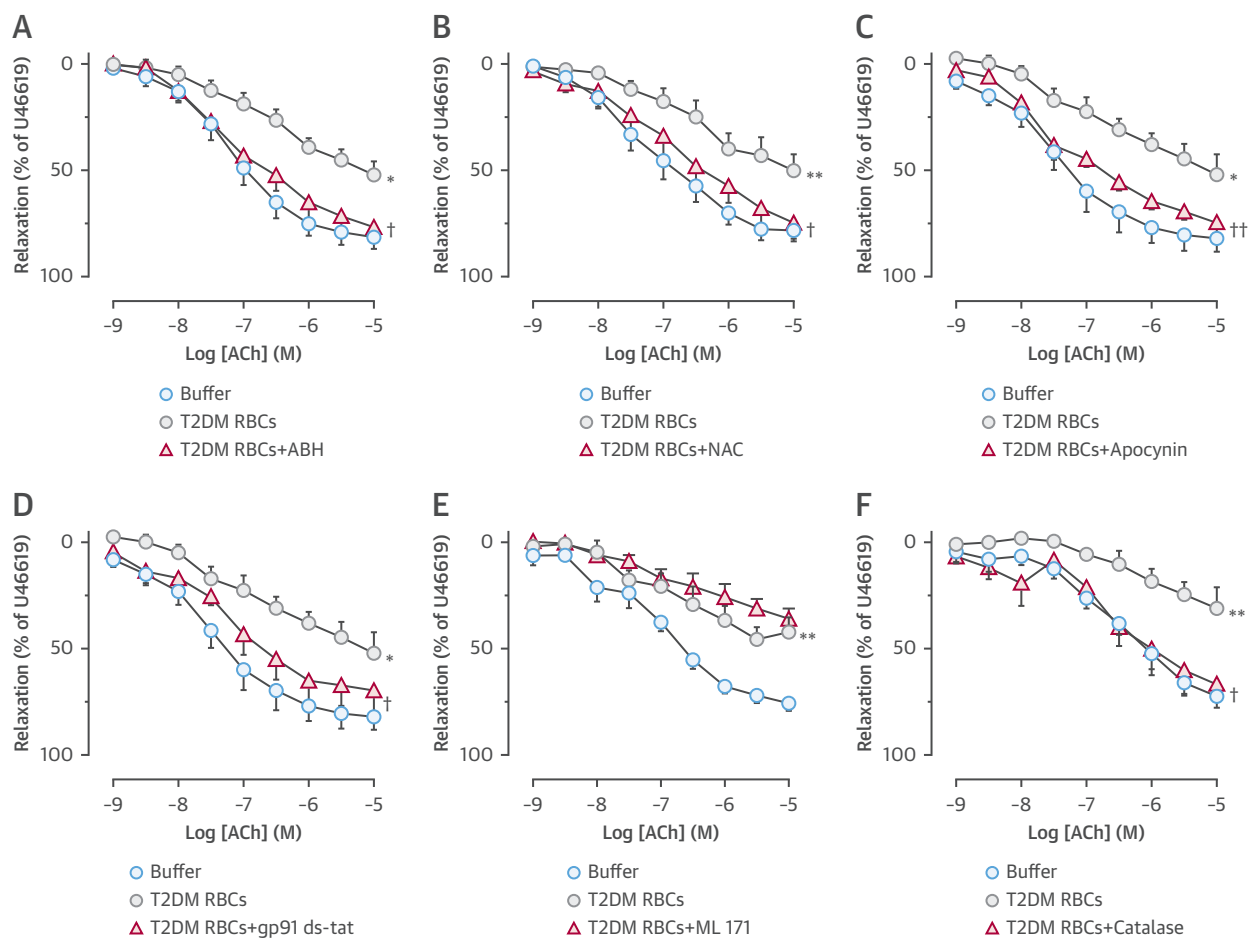 A
Relaxation (% of U46619)
0
50
100
*
†
–9 –8 –7 –6 –5
Log [ACh] (M)
Buffer
T2DM RBCs
T2DM RBCs+ABH
B
Relaxation (% of U46619)
0
50
100
**
†
–9 –8 –7 –6 –5
Log [ACh] (M)
Buffer
T2DM RBCs
T2DM RBCs+NAC
C
Relaxation (% of U46619)
0
50
100
*
††
–9 –8 –7 –6 –5
Log [ACh] (M)
Buffer
T2DM RBCs
T2DM RBCs+Apocynin
D
Relaxation (% of U46619)
0
50
100
*
†
–9 –8 –7 –6 –5
Log [ACh] (M)
Buffer
T2DM RBCs
T2DM RBCs+gp91 ds-tat
E
Relaxation (% of U46619)
0
50
100
**
–9 –8 –7 –6 –5
Log [ACh] (M)
Buffer
T2DM RBCs
T2DM RBCs+ML 171
F
Relaxation (% of U46619)
0
50
100
**
†
–9 –8 –7 –6 –5
Log [ACh] (M)
Buffer
T2DM RBCs
T2DM RBCs+Catalase